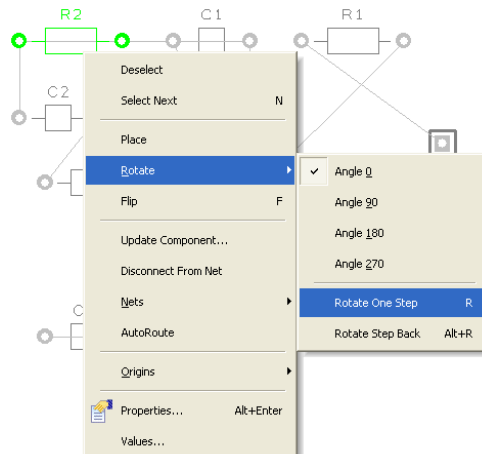 R2
C1
R1
C2
Deselect
Select Next N
Place
Rotate
Flip F
Update Component...
Disconnect From Net
Nets
AutoRoute
Origins
Properties... Alt+Enter
Values...
Angle 0
Angle 90
Angle 180
Angle 270
Rotate One Step R
Rotate Step Back Alt+R